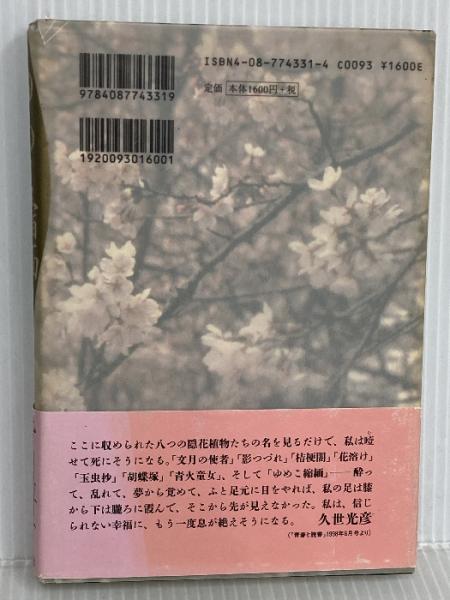 ISBN4-08-774331-4 C0093 ¥1600E
9784087743319
定価 本体1600円+税
1920093016001
ここに収められた八つの隠花植物たちの名を見るだけで、私は噎
せて死にそうになる。「文月の使者」「影つづれ」「桔梗闇」「花溶け」
「玉虫抄」「胡蝶塚」「青火童女」、そして「ゆめこ縮緬」――酔っ
て、乱れて、夢から覚めて、ふと足元に目をやれば、私の足は膝
から下は朧ろに霞んで、そこから先が見えなかった。私は、信じ
られない幸福に、もう一度息が絶えそうになる。 久世光彦
(「青春と読書」1998年6月号より)